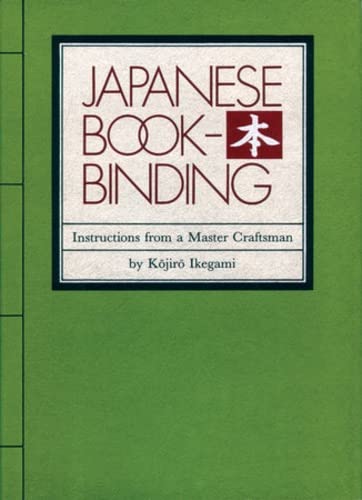 JAPANESE
BOOK-本
BINDING
Instructions from a Master Craftsman
by Kōjirō Ikegami